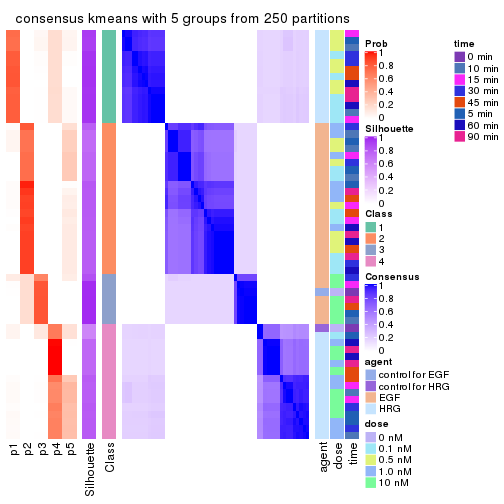 consensus kmeans with 5 groups from 250 partitions
Prob
1
0.8
0.6
0.4
0.2
0
Silhouette
1
0.8
0.6
0.4
0.2
0
Class
1
2
3
4
Consensus
1
0.8
0.6
0.4
0.2
0
agent
control for EGF
control for HRG
EGF
HRG
dose
0 nM
0.1 nM
0.5 nM
1.0 nM
10 nM
time
0 min
10 min
15 min
30 min
45 min
5 min
60 min
90 min
p1
p2
p3
p4
p5
Silhouette
Class
agent
dose
time